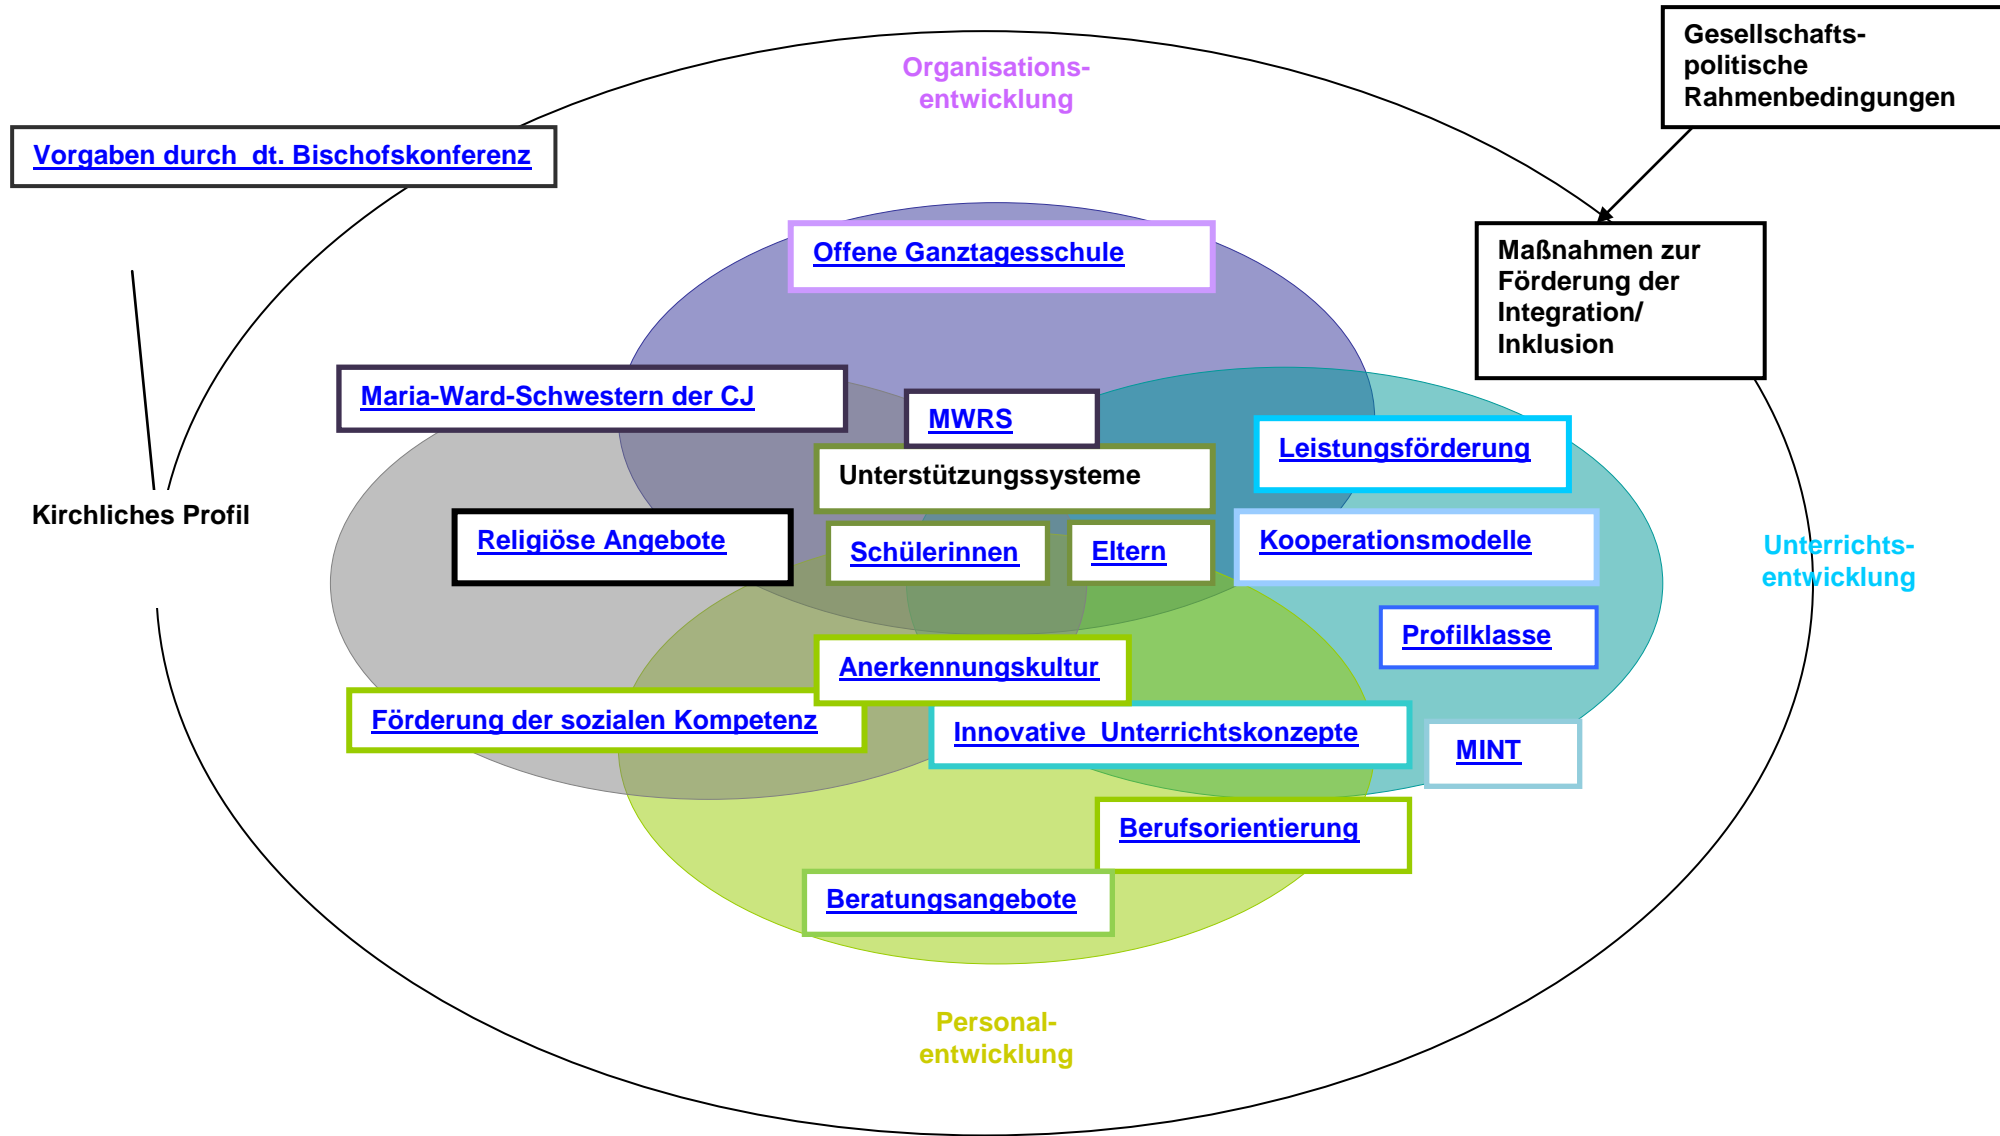 Organisations-
entwicklung
Gesellschafts-
politische
Rahmenbedingungen
Vorgaben durch  dt. Bischofskonferenz
Offene Ganztagesschule
Maßnahmen zur
Förderung der
Integration/
Inklusion
Maria-Ward-Schwestern der CJ
MWRS
Leistungsförderung
Unterstützungssysteme
Kirchliches Profil
Religiöse Angebote
Schülerinnen
Eltern
Kooperationsmodelle
Unterrichts-
entwicklung
Profilklasse
Anerkennungskultur
Förderung der sozialen Kompetenz
Innovative  Unterrichtskonzepte
MINT
Berufsorientierung
Beratungsangebote
Personal-
entwicklung